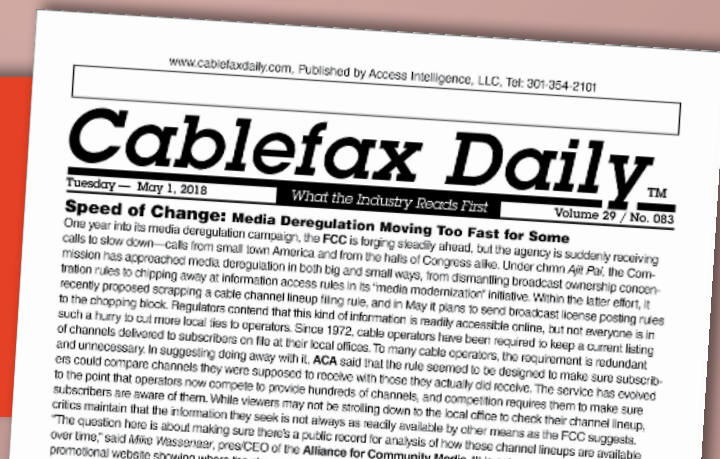 www.cablefaxdaily.com, Published by Access Intelligence, LLC, Tel: 301-354-2101
Cablefax Daily TM
Tuesday — May 1, 2018 What the Industry Reads First Volume 29 / No. 083
Speed of Change: Media Deregulation Moving Too Fast for Some
One year into its media deregulation campaign, the FCC is forging steadily ahead, but the agency is suddenly receiving
calls to slow down—calls from small town America and from the halls of Congress alike. Under chmn Ajit Pai, the Com-
mission has approached media deregulation in both big and small ways, from dismantling broadcast ownership concen-
tration rules to chipping away at information access rules in its "media modernization" initiative. Within the latter effort, it
recently proposed scrapping a cable channel lineup filing rule, and in May it plans to send broadcast license posting rules
to the chopping block. Regulators contend that this kind of information is readily accessible online, but not everyone is in
such a hurry to cut more local ties to operators. Since 1972, cable operators have been required to keep a current listing
of channels delivered to subscribers on file at their local offices. To many cable operators, the requirement is redundant
and unnecessary. In suggesting doing away with it, ACA said that the rule seemed to be designed to make sure subscrib-
ers could compare channels they were supposed to receive with those they actually did receive. The service has evolved
to the point that operators now compete to provide hundreds of channels, and competition requires them to make sure
subscribers are aware of them. While viewers may not be strolling down to the local office to check their channel lineup,
critics maintain that the information they seek is not always as readily available by other means as the FCC suggests.
"The question here is about making sure there's a public record for analysis of how these channel lineups are available
over time," said Mike Wassenaar, pres/CEO of the Alliance for Community Media.
promotional website showing where the